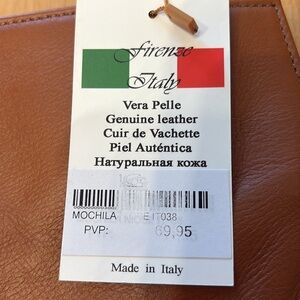 Firenze
Italy
Vera Pelle
Genuine leather
Cuir de Vachette
Piel Auténtica
Натуральная кожа
MOCHILA IT038
PVP: 69,95
Made in Italy